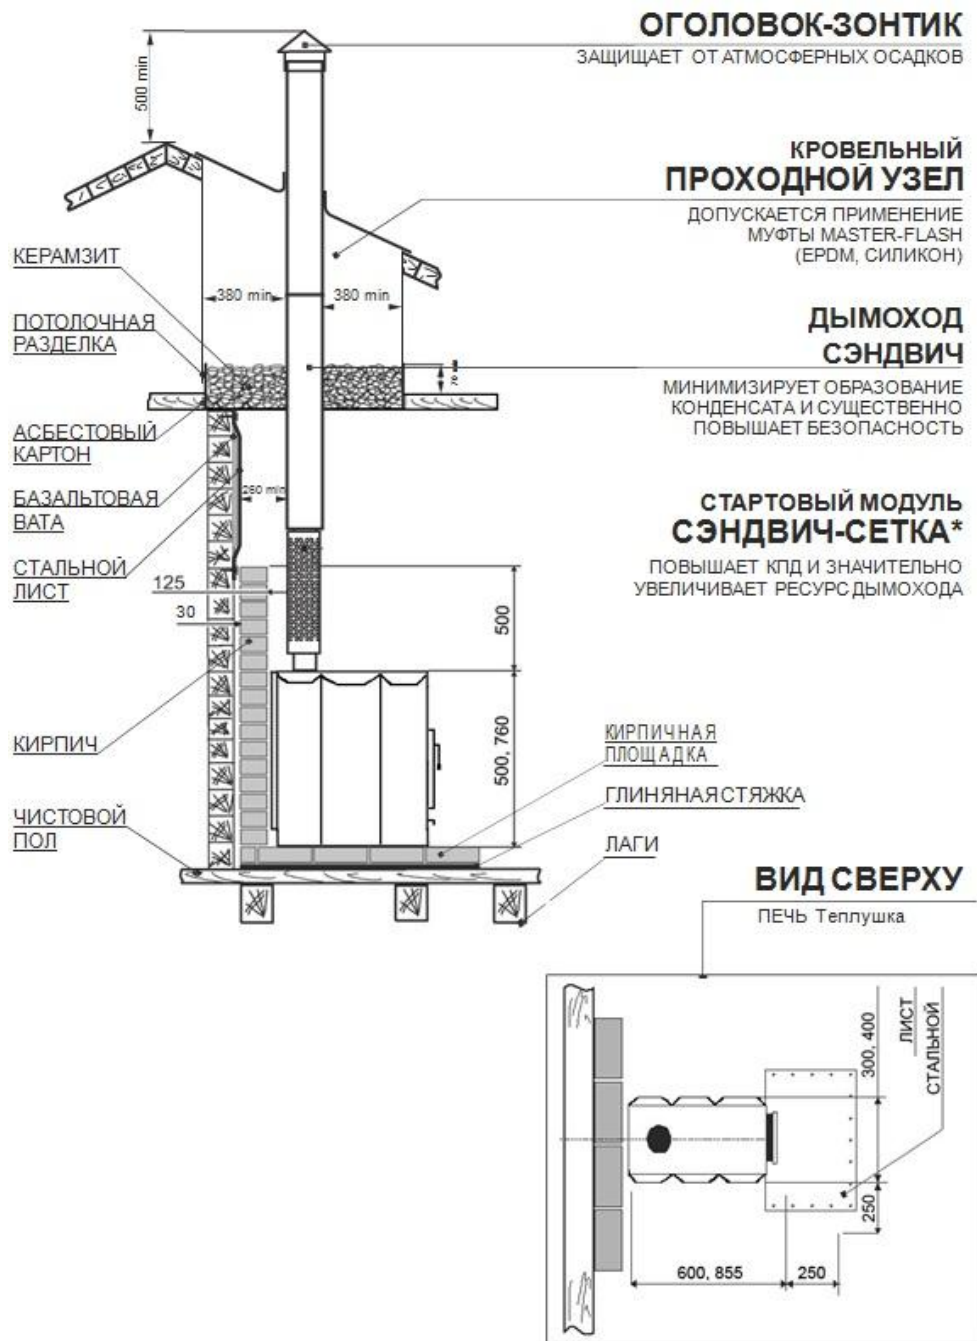 ОГОЛОВОК-ЗОНТИК
ЗАЩИЩАЕТ ОТ АТМОСФЕРНЫХ ОСАДКОВ
500 min
КРОВЕЛЬНЫЙ
ПРОХОДНОЙ УЗЕЛ
ДОПУСКАЕТСЯ ПРИМЕНЕНИЕ
МУФТЫ MASTER-FLASH
(EPDM, СИЛИКОН)
КЕРАМЗИТ
380 min
380 min
ПОТОЛОЧНАЯ
РАЗДЕЛКА
ДЫМОХОД
СЭНДВИЧ
МИНИМИЗИРУЕТ ОБРАЗОВАНИЕ
КОНДЕНСАТА И СУЩЕСТВЕННО
ПОВЫШАЕТ БЕЗОПАСНОСТЬ
70
АСБЕСТОВЫЙ
КАРТОН
БАЗАЛЬТОВАЯ
ВАТА
260 min
СТАРТОВЫЙ МОДУЛЬ
СЭНДВИЧ-СЕТКА*
ПОВЫШАЕТ КПД И ЗНАЧИТЕЛЬНО
УВЕЛИЧИВАЕТ РЕСУРС ДЫМОХОДА
СТАЛЬНОЙ
ЛИСТ
125
30
500
500, 760
КИРПИЧ
КИРПИЧНАЯ
ПЛОЩАДКА
ГЛИНЯНАЯ СТЯЖКА
ЧИСТОВОЙ
ПОЛ
ЛАГИ
ВИД СВЕРХУ
ПЕЧЬ Теплушка
300, 400
ЛИСТ
СТАЛЬНОЙ
250
600, 855
250